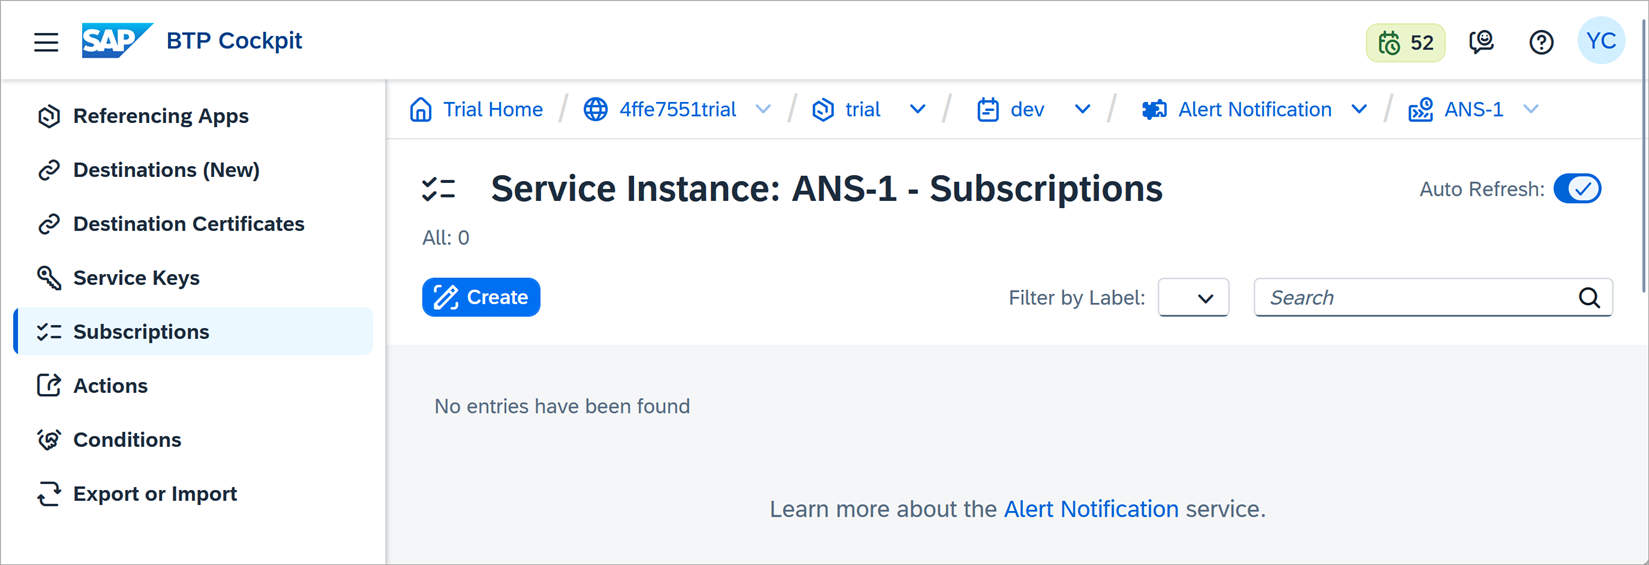 SAP BTP Cockpit 52 YC
Referencing Apps
Destinations (New)
Destination Certificates
Service Keys
Subscriptions
Actions
Conditions
Export or Import
Trial Home / 4ffe7551trial / trial / dev / Alert Notification / ANS-1
Service Instance: ANS-1 - Subscriptions
Auto Refresh:
All: 0
Create
Filter by Label:
Search
No entries have been found
Learn more about the Alert Notification service.